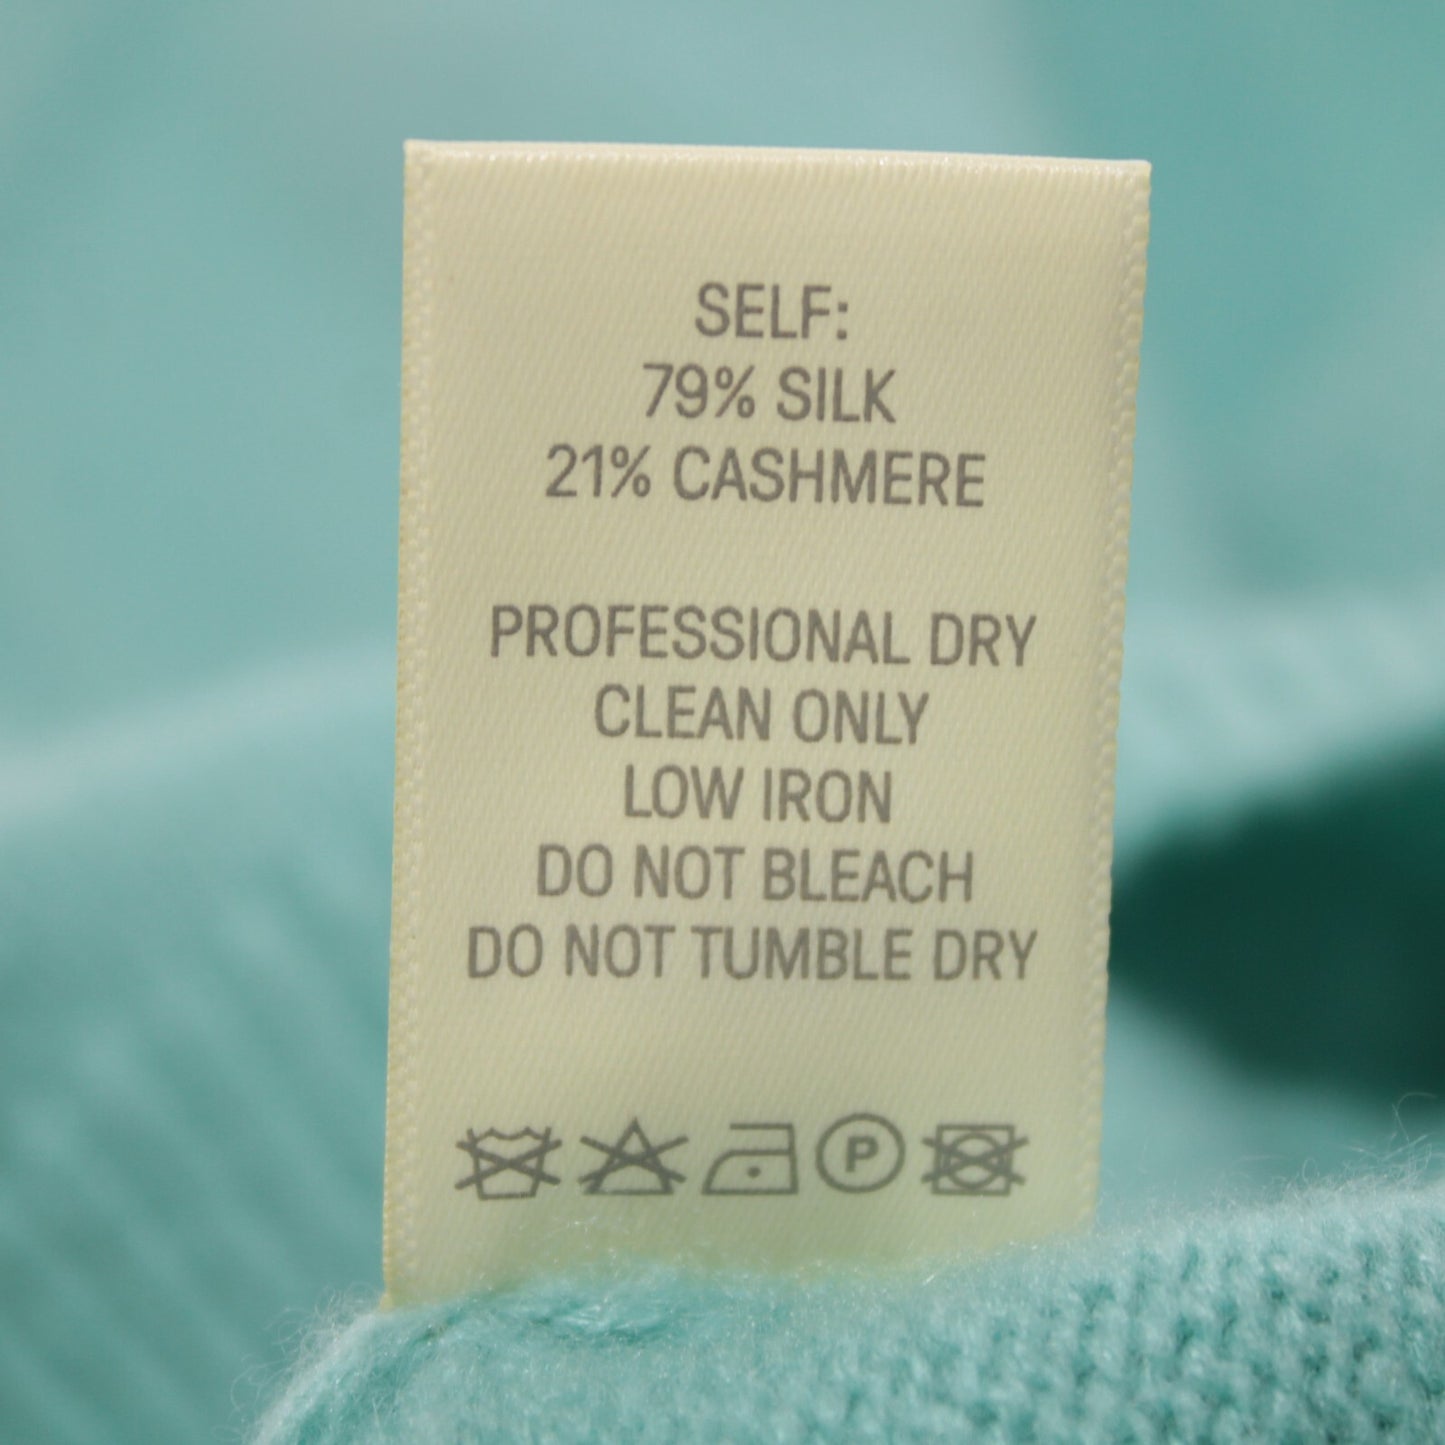 SELF:
79% SILK
21% CASHMERE
PROFESSIONAL DRY
CLEAN ONLY
LOW IRON
DO NOT BLEACH
DO NOT TUMBLE DRY
P